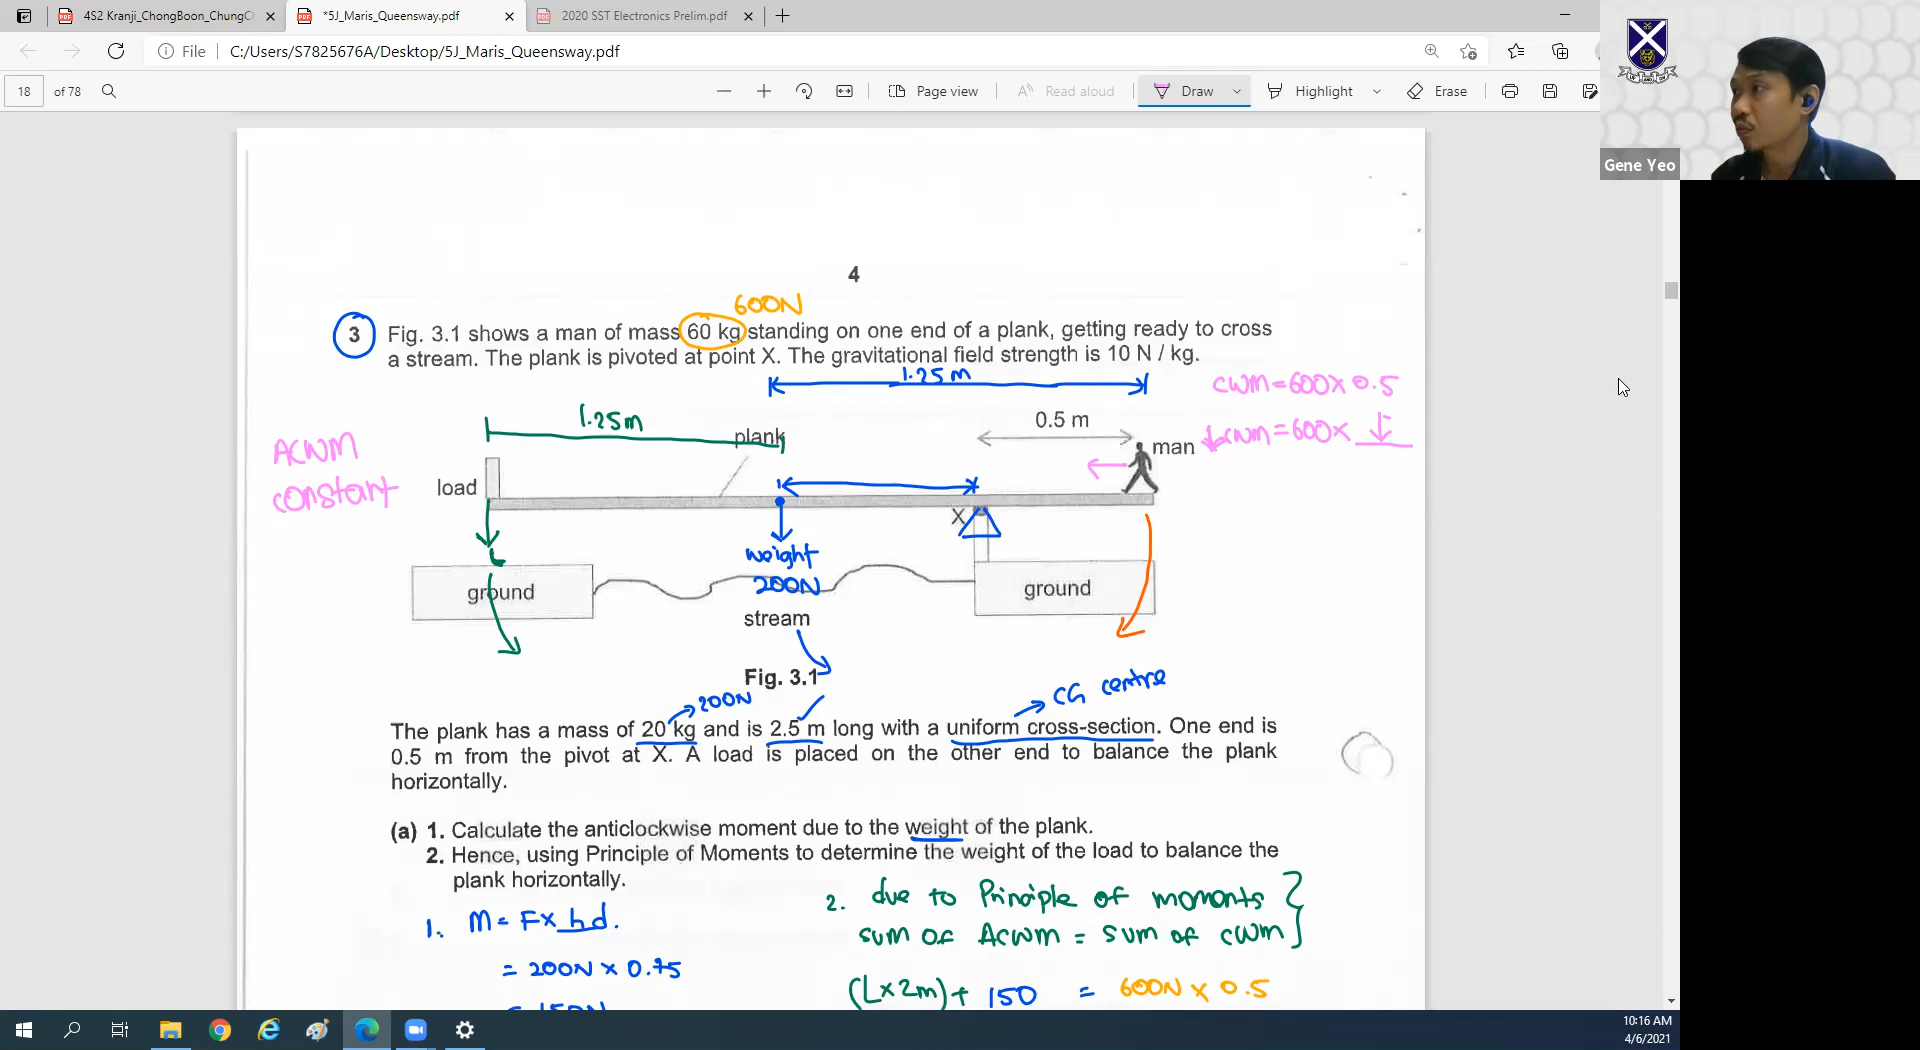 4S2 Kranji_ChongBoon_ChungC
*5J_Maris_Queensway.pdf
2020 SST Electronics Prelim.pdf
File
C:/Users/S7825676A/Desktop/5J_Maris_Queensway.pdf
18
of 78
Page view
Read aloud
Draw
Highlight
Erase
Gene Yeo
4
600N
3
Fig. 3.1 shows a man of mass 60 kg standing on one end of a plank, getting ready to cross
a stream. The plank is pivoted at point X. The gravitational field strength is 10 N / kg.
1.25m
CWM = 600 x 0.5
1.25m
0.5 m
plank
man
↓CWM = 600 x ↓
ACWM
constant
load
X
weight
200N
ground
ground
stream
Fig. 3.1
200N
CG centre
The plank has a mass of 20 kg and is 2.5 m long with a uniform cross-section. One end is
0.5 m from the pivot at X. A load is placed on the other end to balance the plank
horizontally.
(a) 1. Calculate the anticlockwise moment due to the weight of the plank.
2. Hence, using Principle of Moments to determine the weight of the load to balance the
plank horizontally.
1. M = F x hd.
= 200N x 0.75
2. due to Principle of moments
sum of ACWM = sum of CWM
(L x 2m) + 150 = 600N x 0.5
10:16 AM
4/6/2021